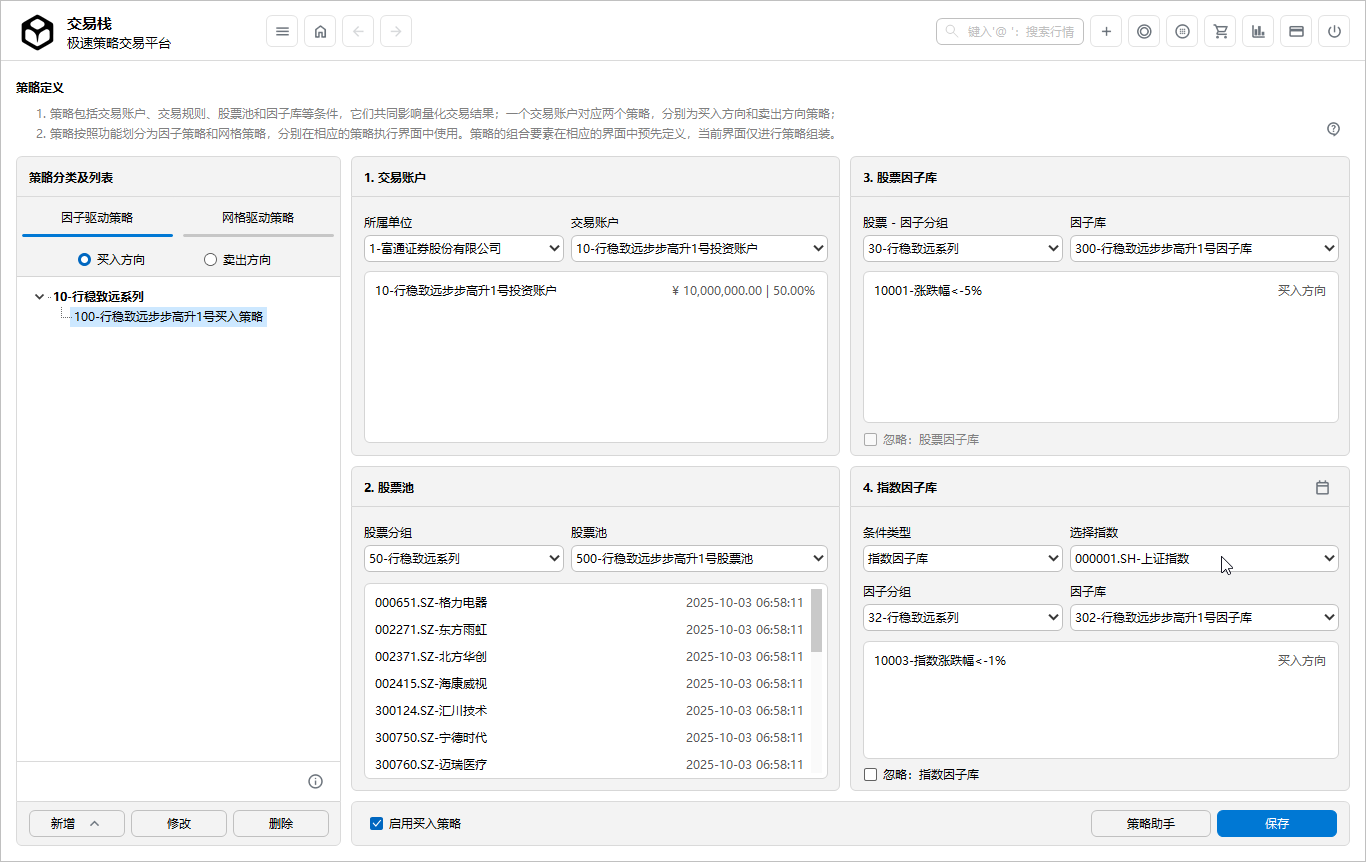 交易栈
极速策略交易平台
键入'@ '：搜索行情
策略定义
1. 策略包括交易账户、交易规则、股票池和因子库等条件，它们共同影响量化交易结果；一个交易账户对应两个策略，分别为买入方向和卖出方向策略；
2. 策略按照功能划分为因子策略和网格策略，分别在相应的策略执行界面中使用。策略的组合要素在相应的界面中预先定义，当前界面仅进行策略组装。
策略分类及列表
因子驱动策略 网格驱动策略
买入方向 卖出方向
10-行稳致远系列
100-行稳致远步步高升1号买入策略
新增 修改 删除
1. 交易账户
所属单位 交易账户
1-富通证券股份有限公司 10-行稳致远步步高升1号投资账户
10-行稳致远步步高升1号投资账户 ¥ 10,000,000.00 | 50.00%
2. 股票池
股票分组 股票池
50-行稳致远系列 500-行稳致远步步高升1号股票池
000651.SZ-格力电器 2025-10-03 06:58:11
002271.SZ-东方雨虹 2025-10-03 06:58:11
002371.SZ-北方华创 2025-10-03 06:58:11
002415.SZ-海康威视 2025-10-03 06:58:11
300124.SZ-汇川技术 2025-10-03 06:58:11
300750.SZ-宁德时代 2025-10-03 06:58:11
300760.SZ-迈瑞医疗 2025-10-03 06:58:11
3. 股票因子库
股票 - 因子分组 因子库
30-行稳致远系列 300-行稳致远步步高升1号因子库
10001-涨跌幅<-5% 买入方向
忽略：股票因子库
4. 指数因子库
条件类型 选择指数
指数因子库 000001.SH-上证指数
因子分组 因子库
32-行稳致远系列 302-行稳致远步步高升1号因子库
10003-指数涨跌幅<-1% 买入方向
忽略：指数因子库
启用买入策略 策略助手 保存